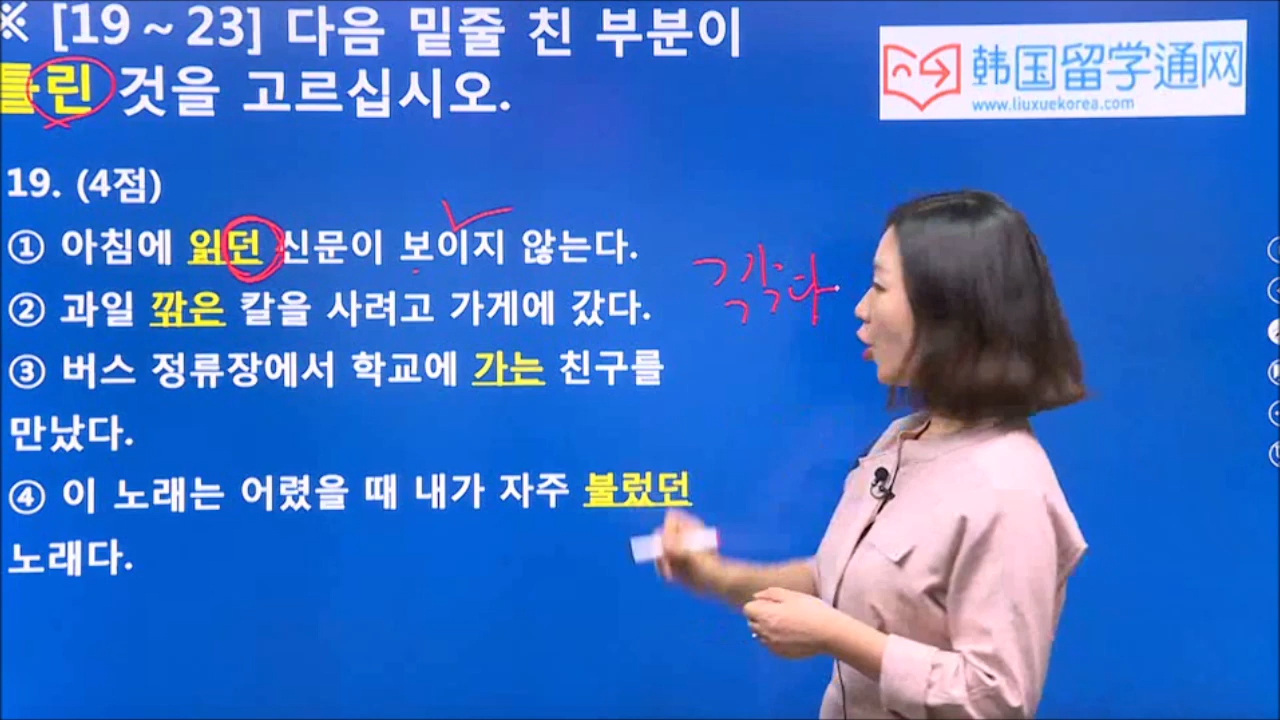 ※ [19~23] 다음 밑줄 친 부분이
틀린 것을 고르십시오.
韩国留学通网
www.liuxuekorea.com
19. (4점)
① 아침에 읽던 신문이 보이지 않는다.
② 과일 깎은 칼을 사려고 가게에 갔다.
③ 버스 정류장에서 학교에 가는 친구를
만났다.
④ 이 노래는 어렸을 때 내가 자주 불렀던
노래다.